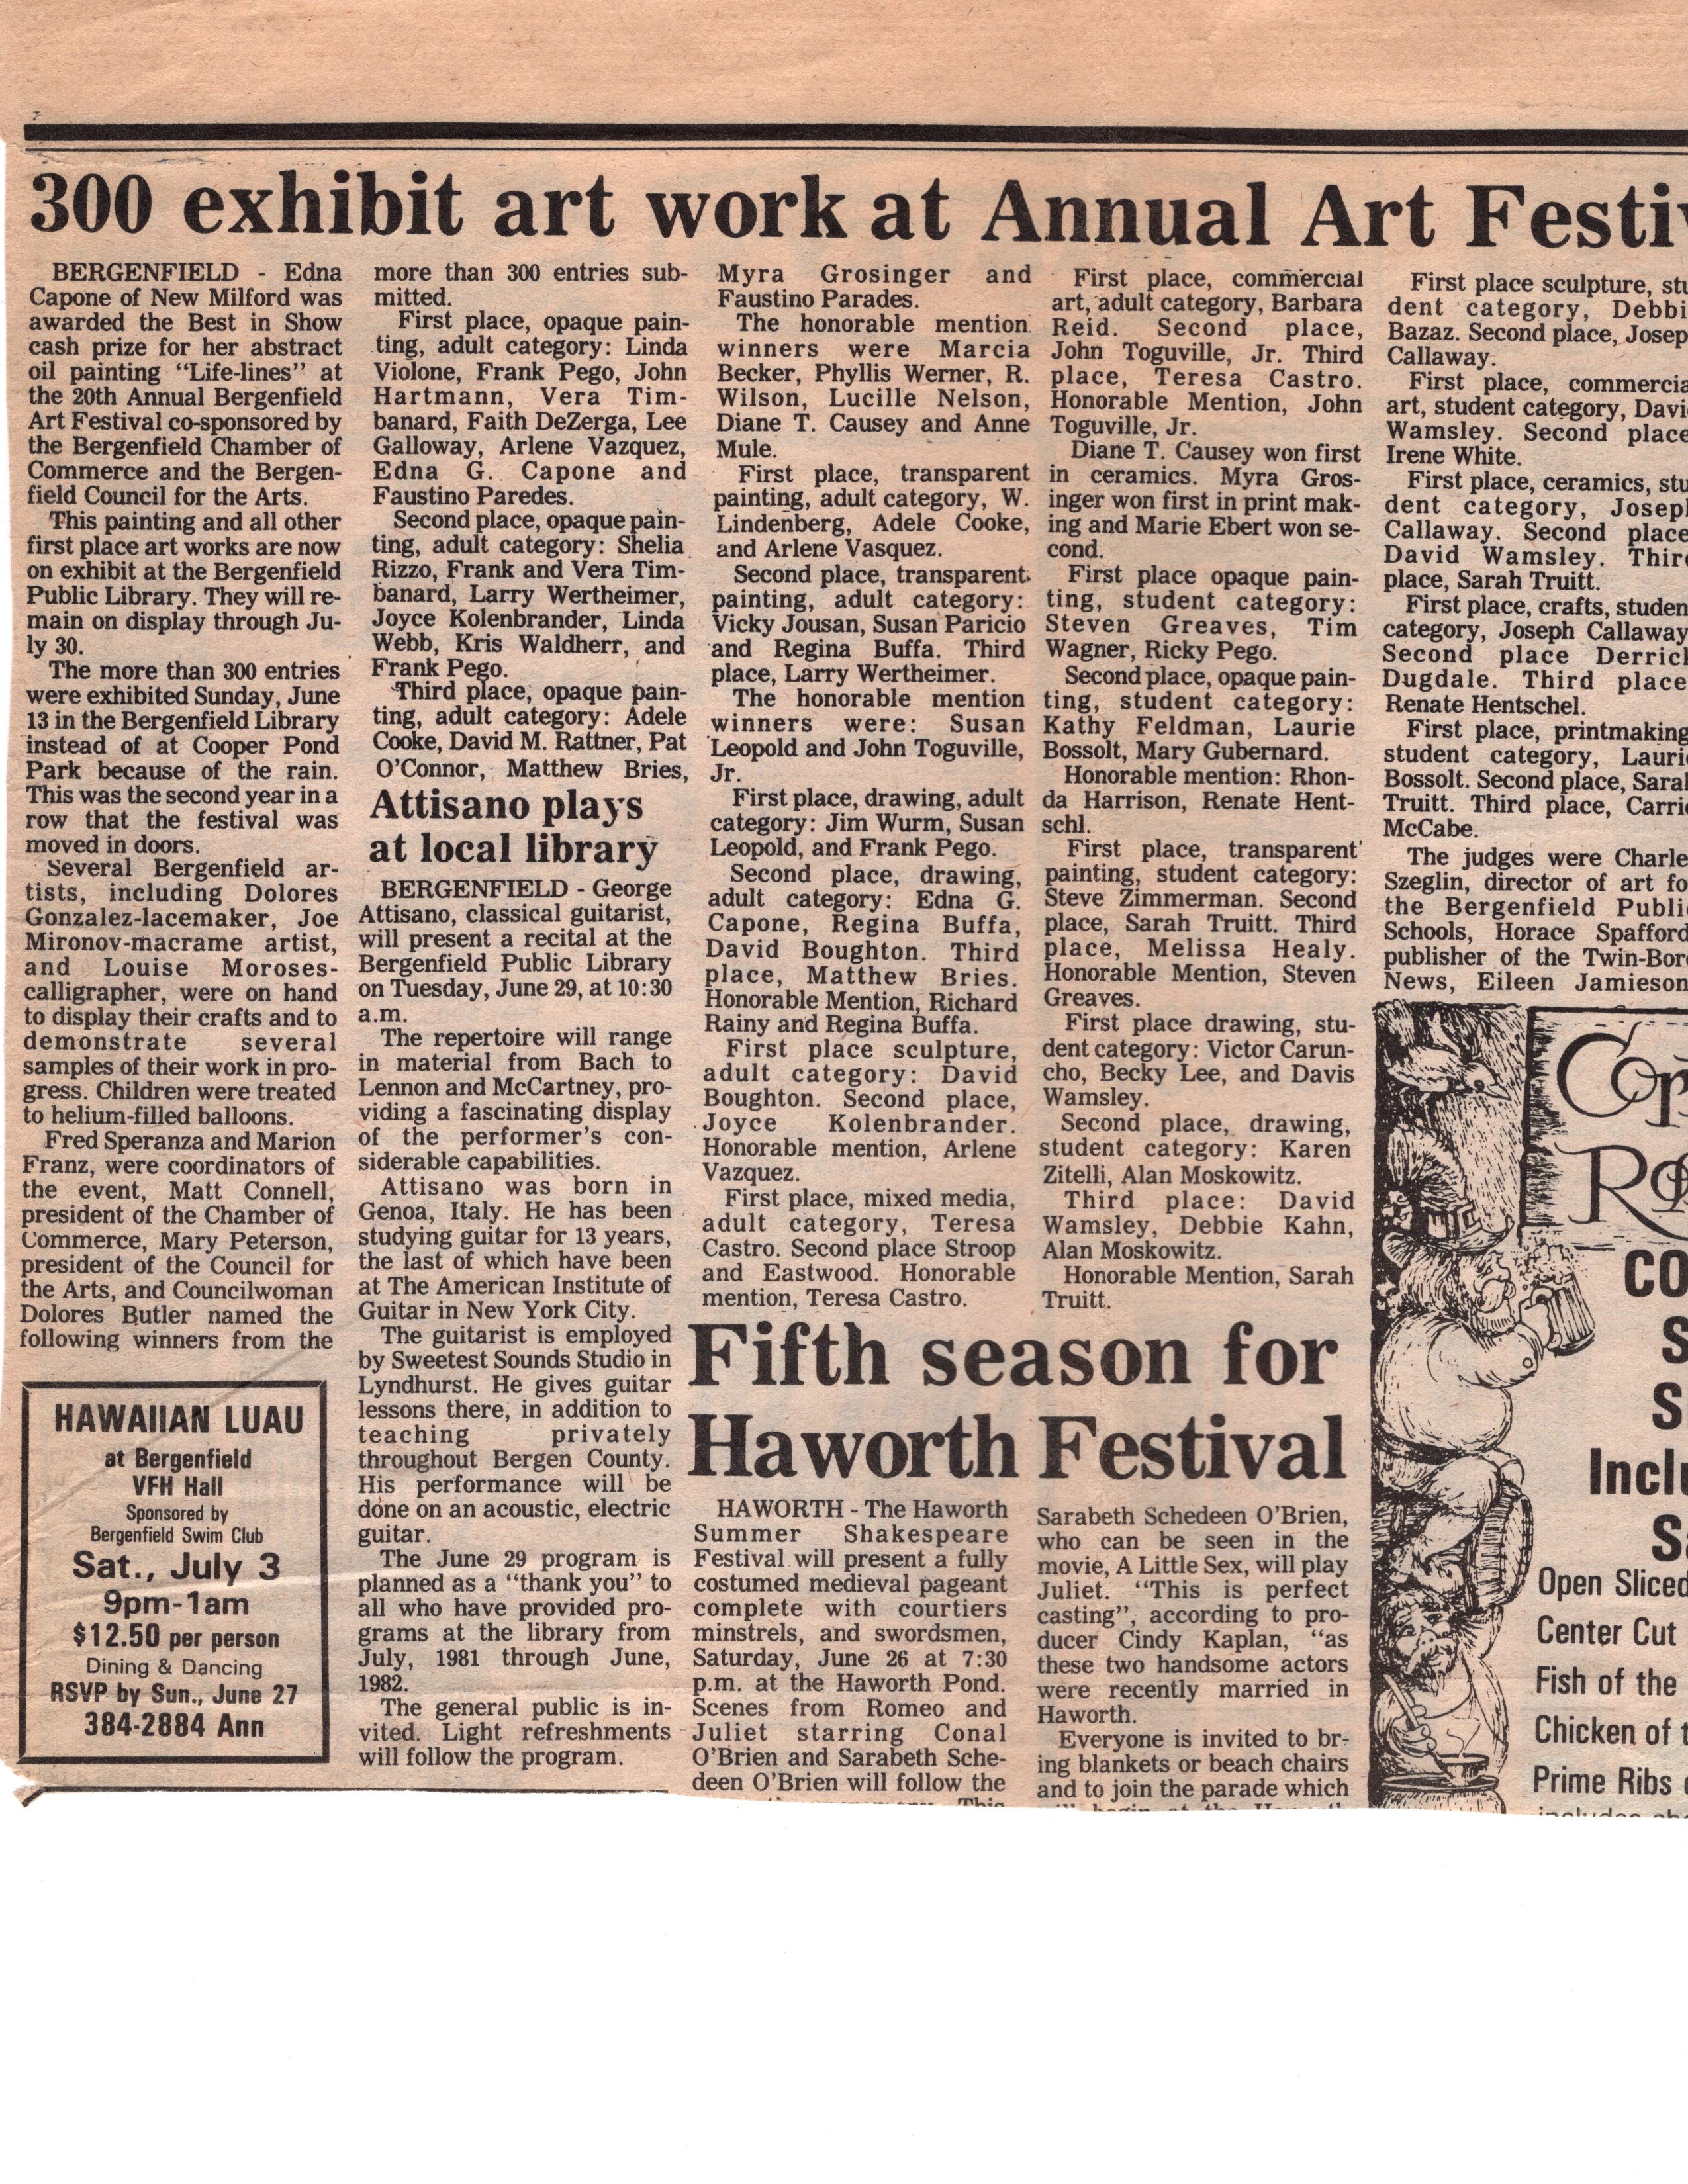 300 exhibit art work at Annual Art
BERGENFIELD - Edna
Capone of New Milford was
awarded the Best in Show
cash prize for her abstract
oil painting “Life-lines” at
the 20th Annual Bergenfield
Art Festival co-sponsored by
the Bergenfield Chamber of
Commerce and the Bergen-
field Council for the Arts.
This painting and all other
first place art works are now
on exhibit at the Bergenfield
Public Library. They will re-
main on display through Ju-
ly 30.
The more than 300 entries
were exhibited Sunday, June
13 in the Bergenfield Library
instead of at Cooper Pond
Park because of the rain.
This was the second year in a
row that the festival was
moved in doors.
Several Bergenfield ar-
tists, including Dolores
Gonzalez-lacemaker, Joe
Mironov-macrame artist,
and Louise Moroses-
calligrapher, were on hand
to display their crafts and to
demonstrate several
samples of their work in pro-
gress. Children were treated
to helium-filled balloons.
Fred Speranza and Marion
Franz, were coordinators of
the event, Matt Connell,
president of the Chamber of
Commerce, Mary Peterson,
president of the Council for
the Arts, and Councilwoman
Dolores Butler named the
following winners from the
more than 300 entries sub-
mitted.
First place, opaque pain-
ting, adult category: Linda
Violone, Frank Pego, John
Hartmann, Vera Tim-
banard, Faith DeZerga, Lee
Galloway, Arlene Vazquez,
Edna G. Capone and
Faustino Paredes.
Second place, opaque pain-
ting, adult category: Shelia
Rizzo, Frank and Vera Tim-
banard, Larry Wertheimer,
Joyce Kolenbrander, Linda
Webb, Kris Waldherr, and
Frank Pego.
Third place, opaque pain-
ting, adult category: Adele
Cooke, David M. Rattner, Pat
O’Connor, Matthew Bries,
Myra Grosinger and
Faustino Parades.
The honorable mention
winners were Marcia
Becker, Phyllis Werner, R.
Wilson, Lucille Nelson,
Diane T. Causey and Anne
Mule.
First place, transparent
painting, adult category, W.
Lindenberg, Adele Cooke,
and Arlene Vasquez.
Second place, transparent
painting, adult category:
Vicky Jousan, Susan Paricio
and Regina Buffa. Third
place, Larry Wertheimer.
The honorable mention
winners were: Susan
Leopold and John Toguville,
Jr.
First place, drawing, adult
category: Jim Wurm, Susan
Leopold, and Frank Pego.
Second place, drawing,
adult category: Edna G.
Capone, Regina Buffa,
David Boughton. Third
place, Matthew Bries.
Honorable Mention, Richard
Rainy and Regina Buffa.
First place sculpture,
adult category: David
Boughton. Second place,
Joyce Kolenbrander.
Honorable mention, Arlene
Vazquez.
First place, mixed media,
adult category, Teresa
Castro. Second place Stroop
and Eastwood. Honorable
mention, Teresa Castro.
First place, commercial
art, adult category, Barbara
Reid. Second place,
John Toguville, Jr. Third
place, Teresa Castro.
Honorable Mention, John
Toguville, Jr.
Diane T. Causey won first
in ceramics. Myra Gros-
inger won first in print mak-
ing and Marie Ebert won se-
cond.
First place opaque pain-
ting, student category:
Steven Greaves, Tim
Wagner, Ricky Pego.
Second place, opaque pain-
ting, student category:
Kathy Feldman, Laurie
Bossolt, Mary Gubernard.
Honorable mention: Rhon-
da Harrison, Renate Hent-
schl.
First place, transparent
painting, student category:
Steve Zimmerman. Second
place, Sarah Truitt. Third
place, Melissa Healy.
Honorable Mention, Steven
Greaves.
First place drawing, stu-
dent category: Victor Carun-
cho, Becky Lee, and Davis
Wamsley.
Second place, drawing,
student category: Karen
Zitelli, Alan Moskowitz.
Third place: David
Wamsley, Debbie Kahn,
Alan Moskowitz.
Honorable Mention, Sarah
Truitt.
First place sculpture,
dent category,
Bazaz. Second place,
Callaway.
First place,
art, student category,
Wamsley. Second place
Irene White.
First place, ceramics,
dent category,
Callaway. Second place
David Wamsley.
place, Sarah Truitt.
First place, crafts,
category, Joseph Callaway
Second place
Dugdale. Third place
Renate Hentschel.
First place, printmaking
student category,
Bossolt. Second place,
Truitt. Third place,
McCabe.
The judges were
Szeglin, director of art
the Bergenfield
Schools, Horace Spafford
publisher of the
News, Eileen Jamieson
Attisano plays
at local library
BERGENFIELD - George
Attisano, classical guitarist,
will present a recital at the
Bergenfield Public Library
on Tuesday, June 29, at 10:30
a.m.
The repertoire will range
in material from Bach to
Lennon and McCartney, pro-
viding a fascinating display
of the performer’s con-
siderable capabilities.
Attisano was born in
Genoa, Italy. He has been
studying guitar for 13 years,
the last of which have been
at The American Institute of
Guitar in New York City.
The guitarist is employed
by Sweetest Sounds Studio in
Lyndhurst. He gives guitar
lessons there, in addition to
teaching privately
throughout Bergen County.
His performance will be
done on an acoustic, electric
guitar.
The June 29 program is
planned as a “thank you” to
all who have provided pro-
grams at the library from
July, 1981 through June,
1982.
The general public is in-
vited. Light refreshments
will follow the program.
HAWAIIAN LUAU
at Bergenfield
VFH Hall
Sponsored by
Bergenfield Swim Club
Sat., July 3
9pm-1am
$12.50 per person
Dining & Dancing
RSVP by Sun., June 27
384-2884 Ann
Fifth season for
Haworth Festival
HAWORTH - The Haworth
Summer Shakespeare
Festival will present a fully
costumed medieval pageant
complete with courtiers
minstrels, and swordsmen,
Saturday, June 26 at 7:30
p.m. at the Haworth Pond.
Scenes from Romeo and
Juliet starring Conal
O’Brien and Sarabeth Sche-
deen O’Brien will follow the
This
Sarabeth Schedeen O’Brien,
who can be seen in the
movie, A Little Sex, will play
Juliet. “This is perfect
casting”, according to pro-
ducer Cindy Kaplan, “as
these two handsome actors
were recently married in
Haworth.
Everyone is invited to br-
ing blankets or beach chairs
and to join the parade which
Open Sliced
Center Cut
Fish of the
Chicken of
Prime Ribs